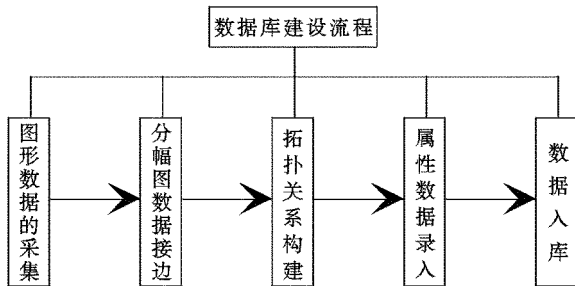 数据库建设流程
图形数据的采集
分幅图数据接边
拓扑关系构建
属性数据录入
数据入库